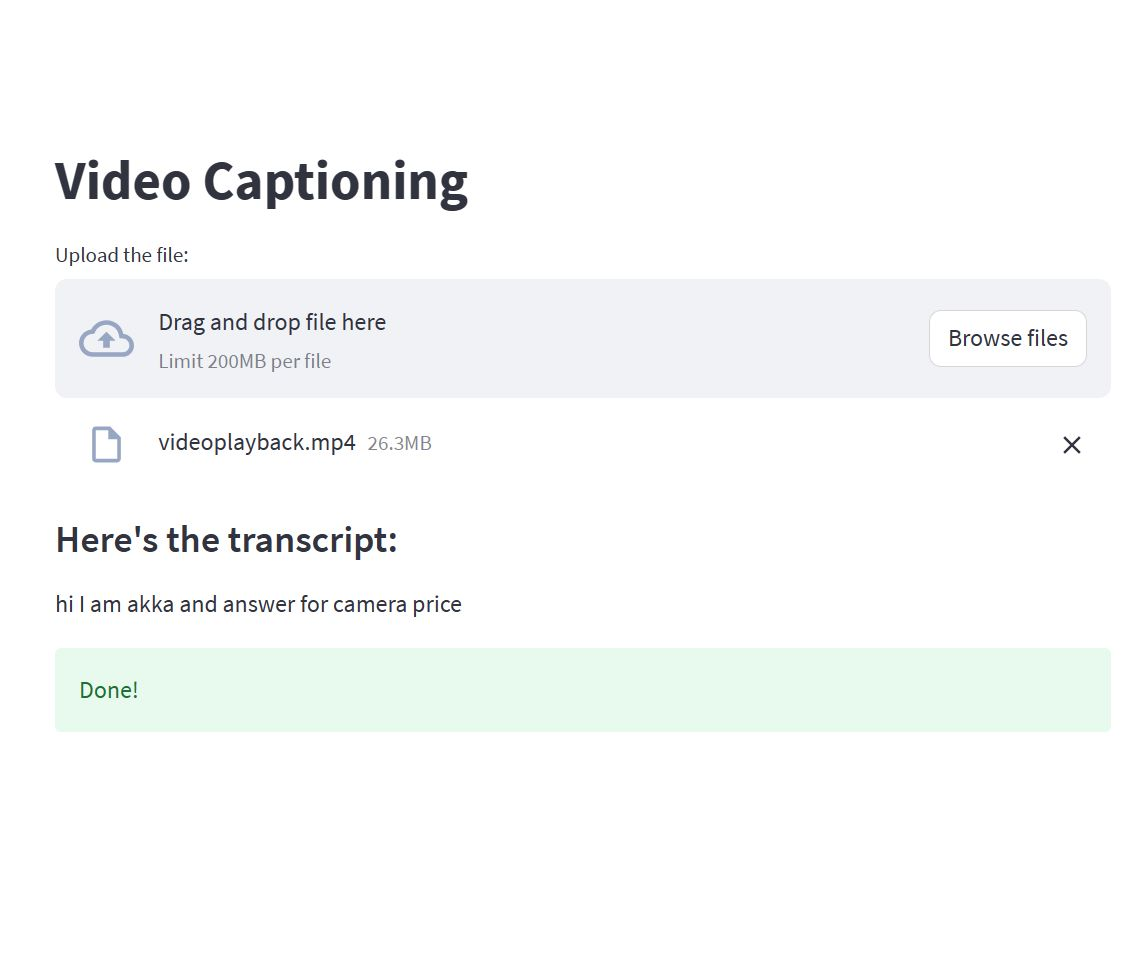 Video Captioning
Upload the file:
Drag and drop file here
Limit 200MB per file
Browse files
videoplayback.mp4 26.3MB
Here's the transcript:
hi I am akka and answer for camera price
Done!